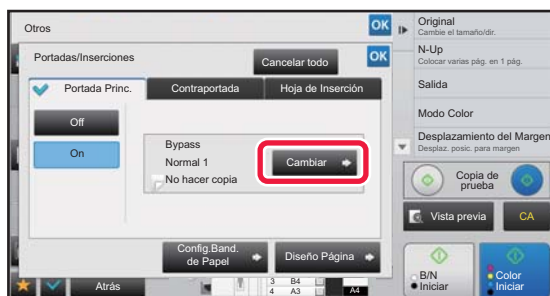 Otros
OK
Portadas/Inserciones
Cancelar todo
OK
Portada Princ.
Contraportada
Hoja de Inserción
Off
On
Bypass
Normal 1
No hacer copia
Cambiar
Config.Band.
de Papel
Diseño Página
Atrás
3 B4
4 A3
A4
Original
Cambie el tamaño/dir.
N-Up
Colocar varias pág. en 1 pág.
Salida
Modo Color
Desplazamiento del Margen
Desplaz. posic. para margen
Copia de
prueba
Vista previa
CA
B/N
Iniciar
Color
Iniciar